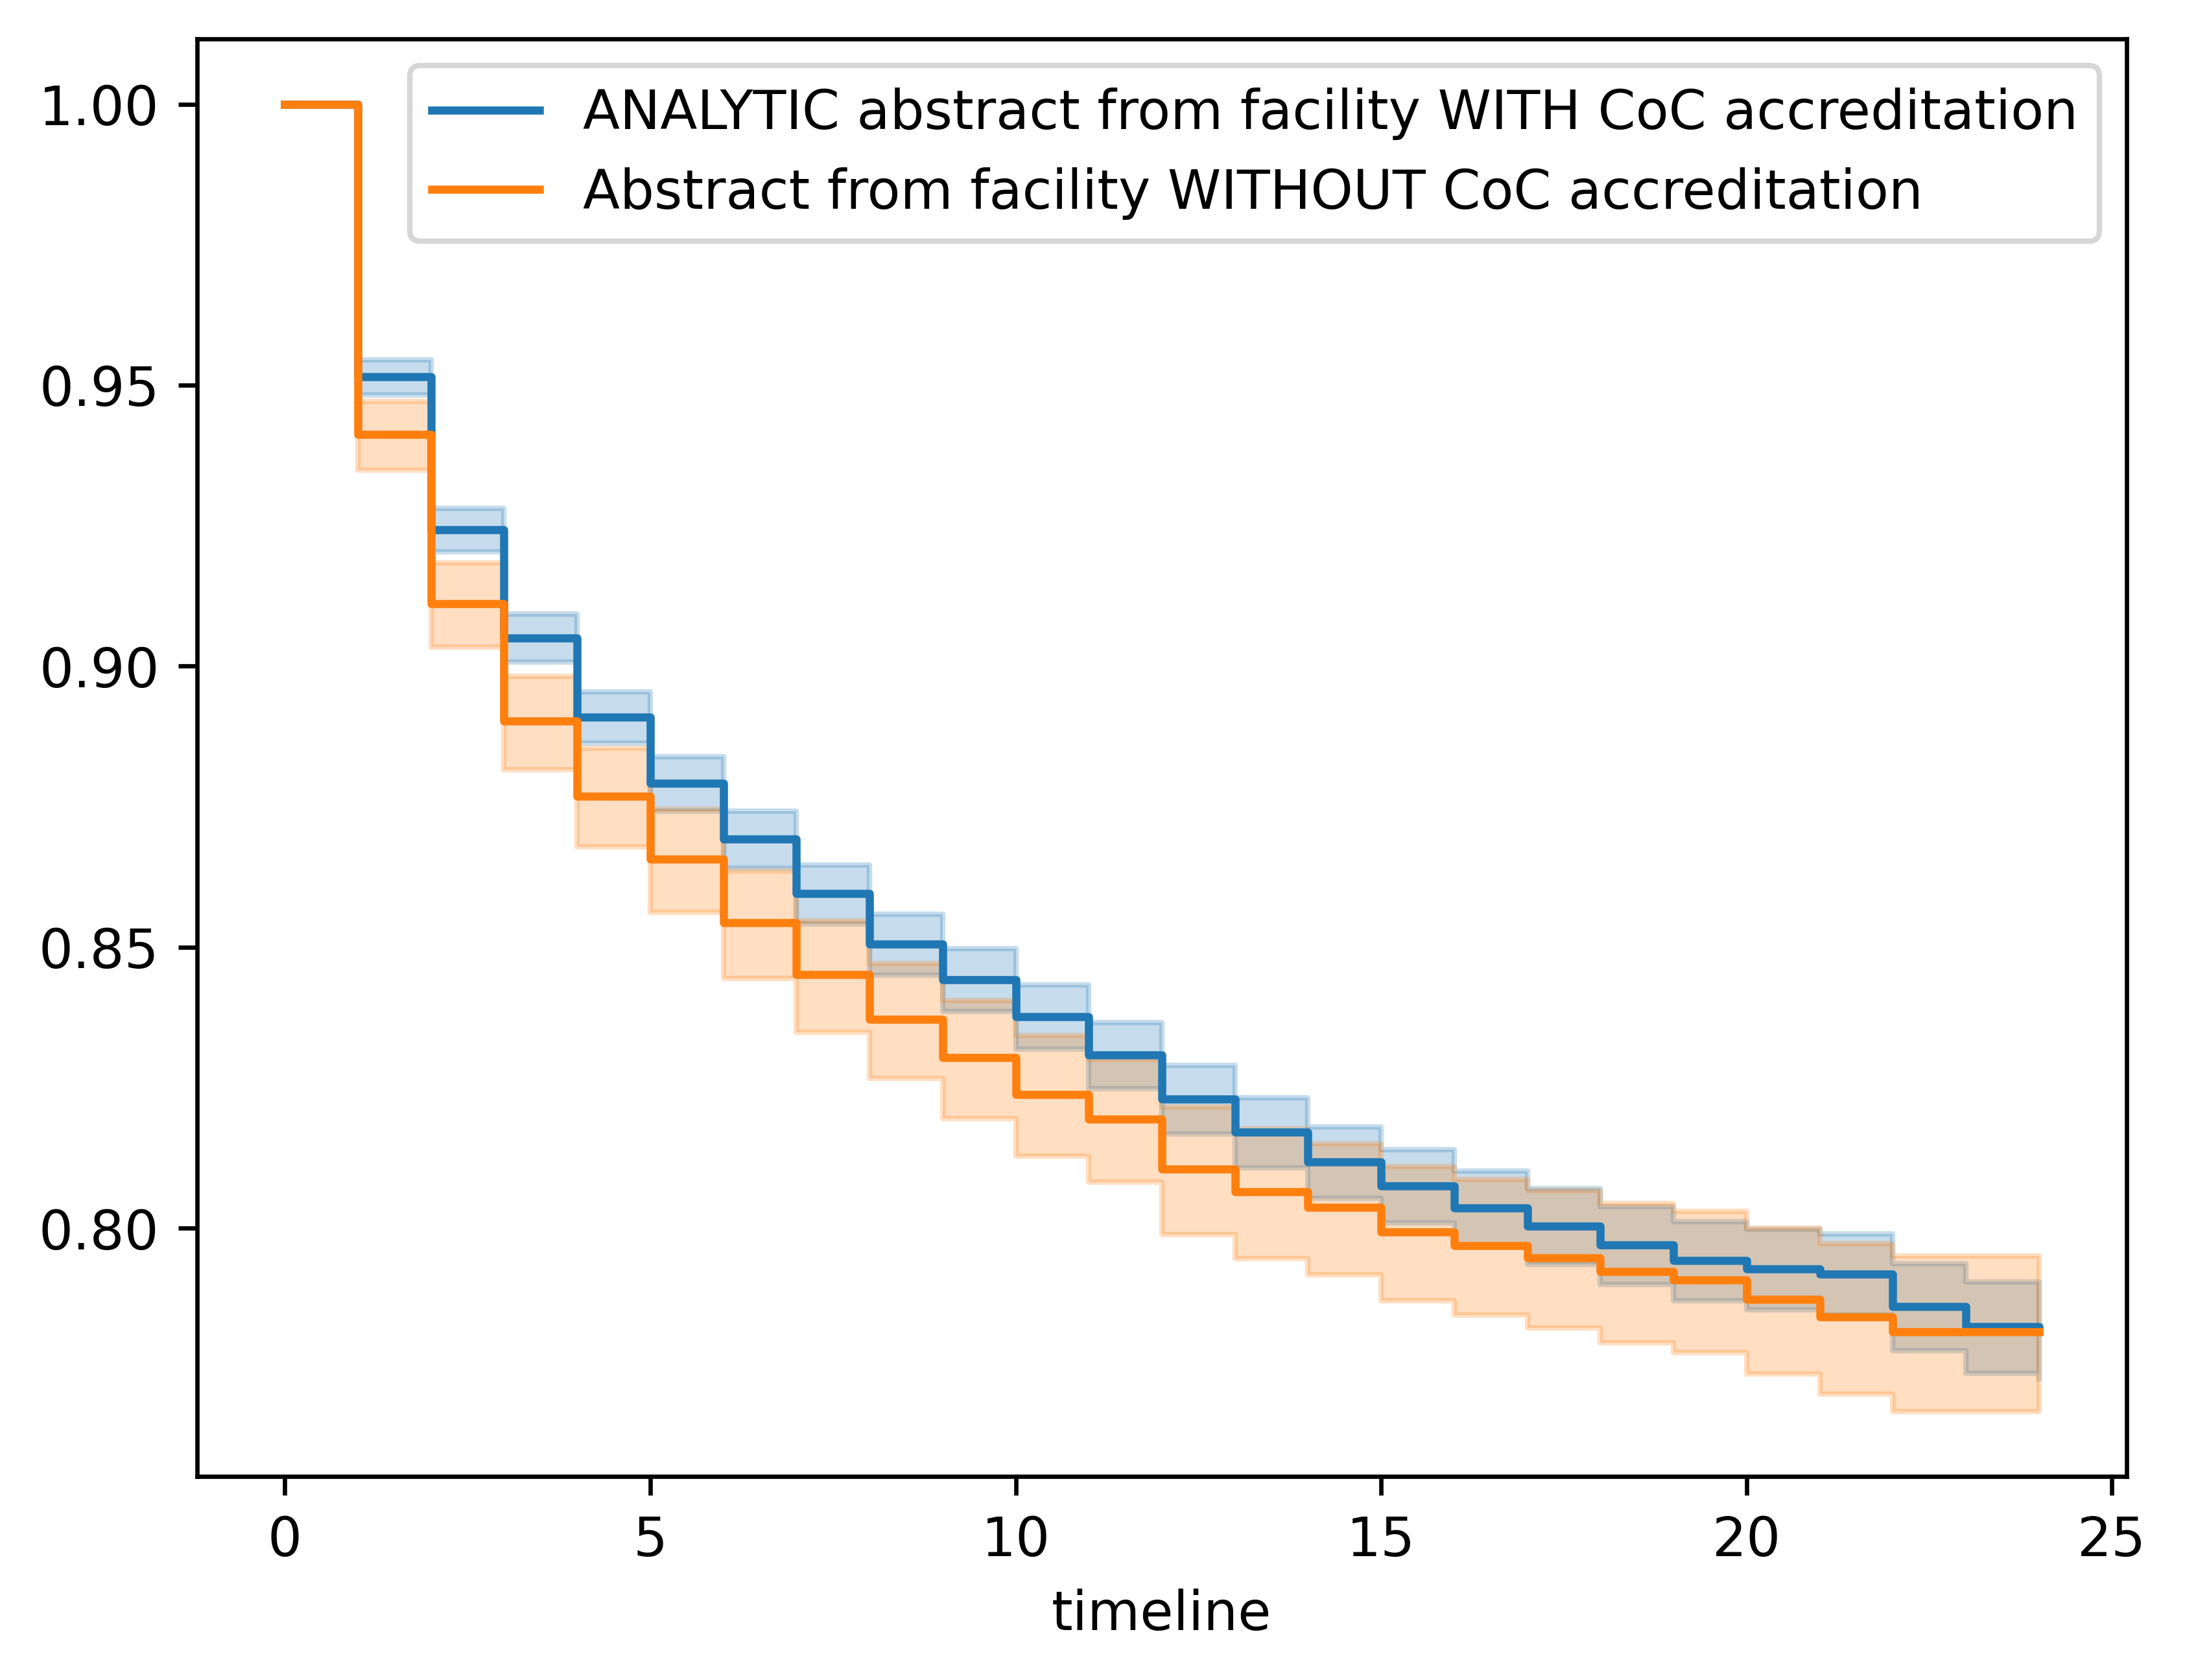 ANALYTIC abstract from facility WITH CoC accreditation
Abstract from facility WITHOUT CoC accreditation
1.00
0.95
0.90
0.85
0.80
0 5 10 15 20 25
timeline